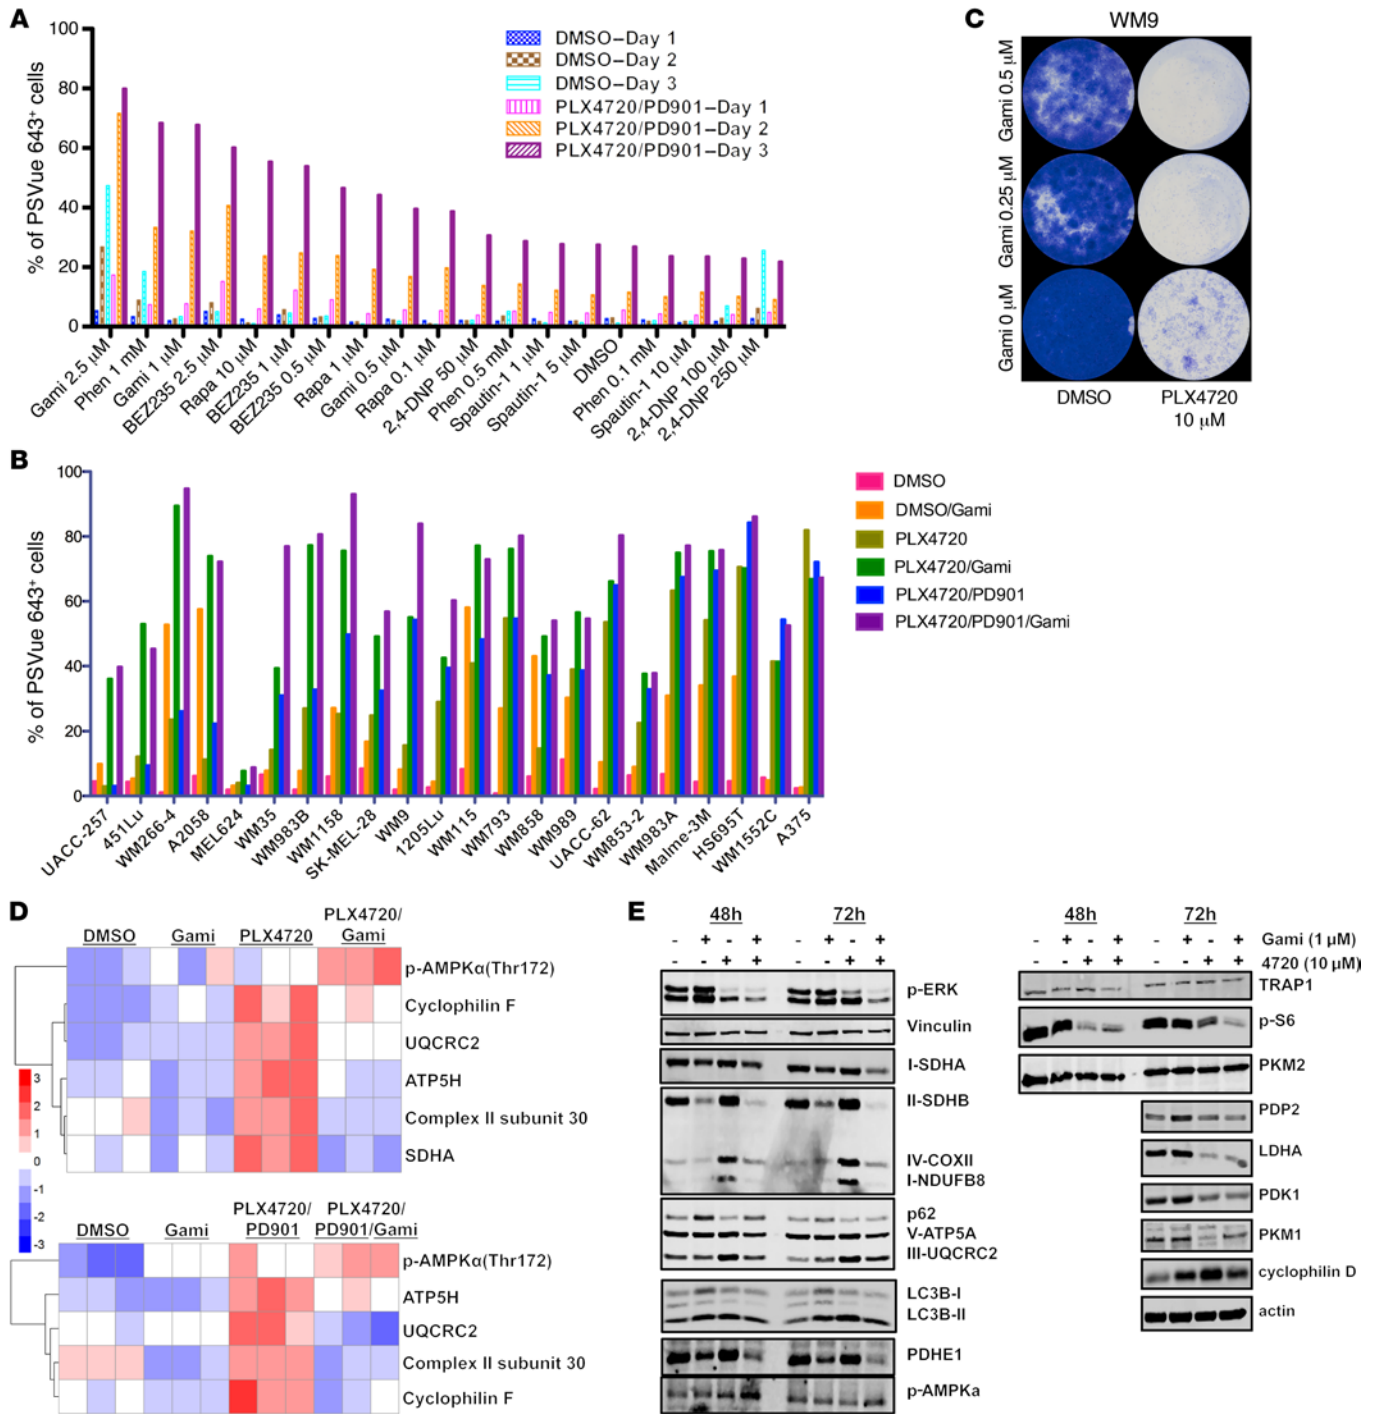 A
% of PSVue 643⁺ cells
100
80
60
40
20
0
DMSO–Day 1
DMSO–Day 2
DMSO–Day 3
PLX4720/PD901–Day 1
PLX4720/PD901–Day 2
PLX4720/PD901–Day 3
Gami 2.5 µM
Phen 1 mM
Gami 1 µM
BEZ235 2.5 µM
Rapa 10 µM
BEZ235 1 µM
BEZ235 0.5 µM
Rapa 1 µM
Gami 0.5 µM
Rapa 0.1 µM
2,4-DNP 50 µM
Phen 0.5 mM
Spautin-1 1 µM
Spautin-1 5 µM
DMSO
Phen 0.1 mM
Spautin-1 10 µM
2,4-DNP 100 µM
2,4-DNP 250 µM
C
WM9
Gami 0.5 µM
Gami 0.25 µM
Gami 0 µM
DMSO
PLX4720
10 µM
B
% of PSVue 643⁺ cells
100
80
60
40
20
0
DMSO
DMSO/Gami
PLX4720
PLX4720/Gami
PLX4720/PD901
PLX4720/PD901/Gami
UACC-257
451Lu
WM266-4
A2058
MEL624
WM35
WM983B
WM1158
SK-MEL-28
WM9
1205Lu
WM115
WM793
WM858
WM989
UACC-62
WM853-2
WM983A
Malme-3M
HS695T
WM1552C
A375
D
DMSO Gami PLX4720 PLX4720/
Gami
p-AMPKα(Thr172)
Cyclophilin F
UQCRC2
ATP5H
Complex II subunit 30
SDHA
3
2
1
0
-1
-2
-3
DMSO Gami PLX4720/
PD901 PLX4720/
PD901/Gami
p-AMPKα(Thr172)
ATP5H
UQCRC2
Complex II subunit 30
Cyclophilin F
E
48h 72h
- + - + - + - +
- - + + - - + +
p-ERK
Vinculin
I-SDHA
II-SDHB
IV-COXII
I-NDUFB8
p62
V-ATP5A
III-UQCRC2
LC3B-I
LC3B-II
PDHE1
p-AMPKa
48h 72h
- + - + - + - + Gami (1 µM)
- - + + - - + + 4720 (10 µM)
TRAP1
p-S6
PKM2
PDP2
LDHA
PDK1
PKM1
cyclophilin D
actin